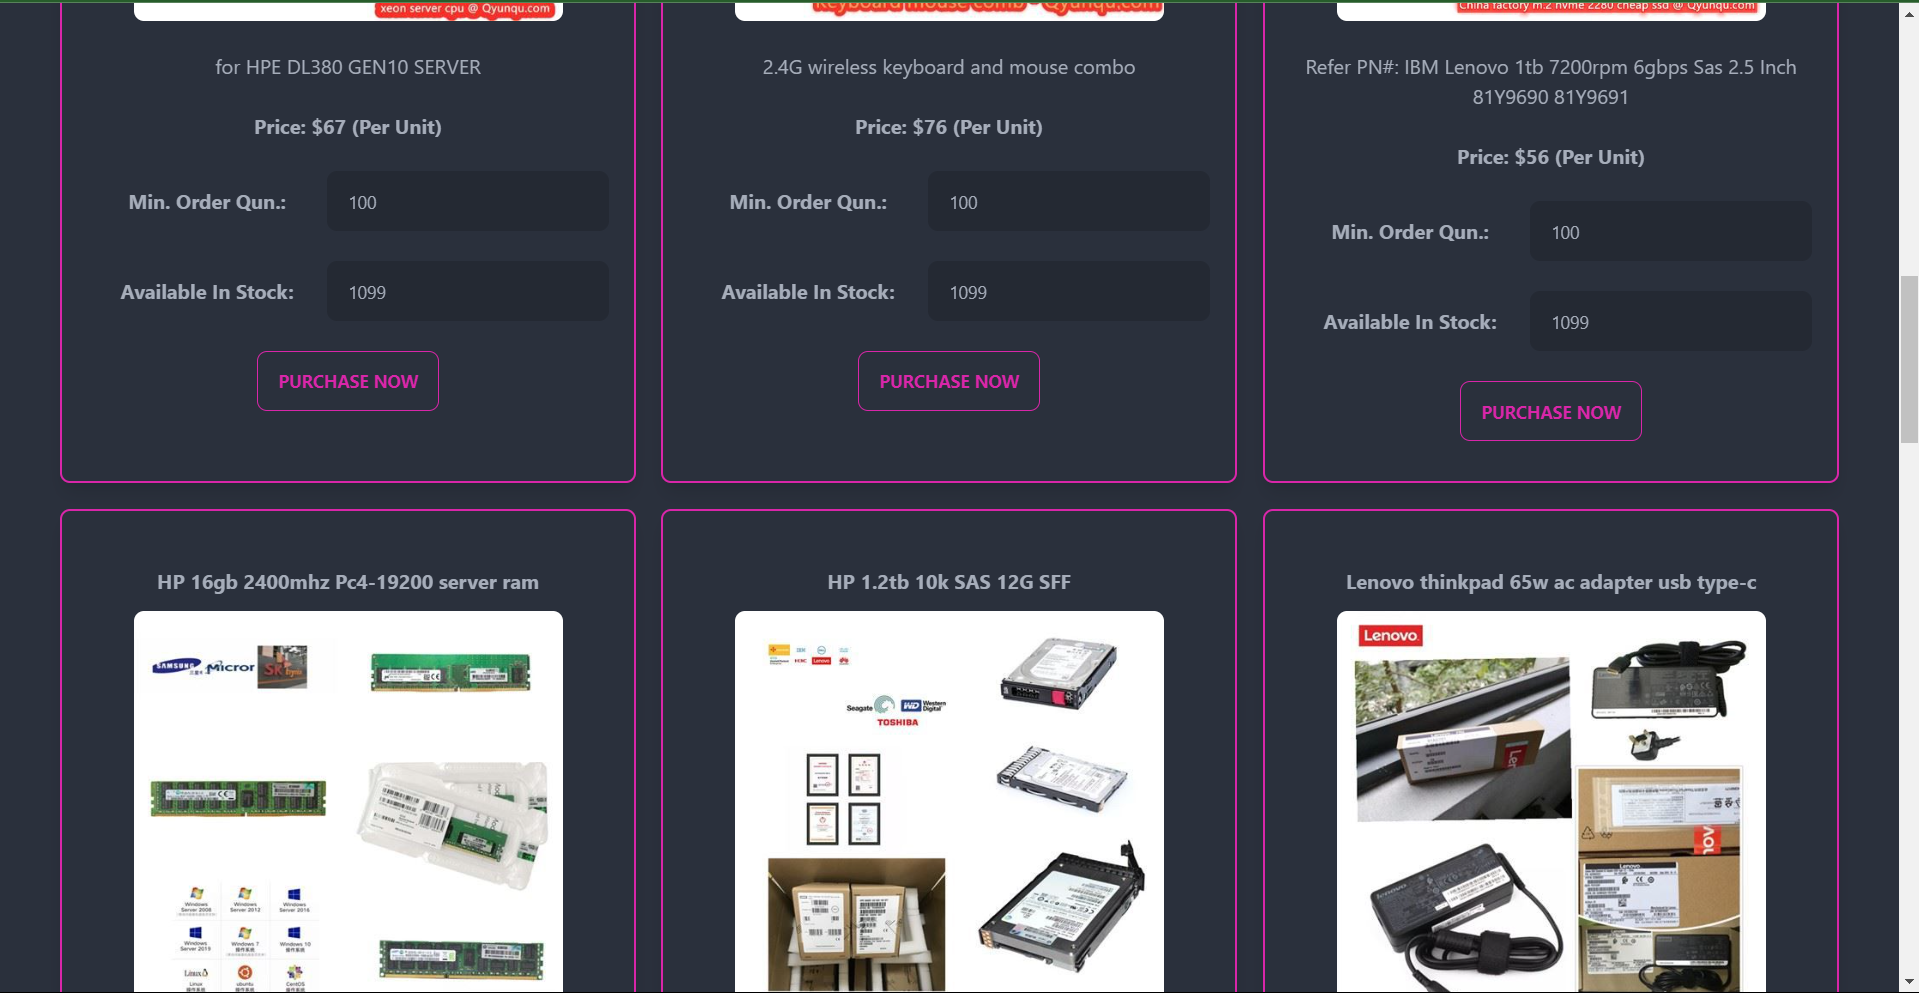 xeon server cpu @ Qyunqu.com
keyboard mouse comb - Qyunqu.com
China factory m.2 nvme 2280 cheap ssd @ Qyunqu.com
for HPE DL380 GEN10 SERVER
Price: $67 (Per Unit)
Min. Order Qun.: 100
Available In Stock: 1099
PURCHASE NOW
2.4G wireless keyboard and mouse combo
Price: $76 (Per Unit)
Min. Order Qun.: 100
Available In Stock: 1099
PURCHASE NOW
Refer PN#: IBM Lenovo 1tb 7200rpm 6gbps Sas 2.5 Inch
81Y9690 81Y9691
Price: $56 (Per Unit)
Min. Order Qun.: 100
Available In Stock: 1099
PURCHASE NOW
HP 16gb 2400mhz Pc4-19200 server ram
SAMSUNG
Micron
SK
Windows Server 2008
Windows Server 2012
Windows Server 2016
Windows Server 2019
Windows 7
Windows 10
Linux
ubuntu
CentOS
HP 1.2tb 10k SAS 12G SFF
IBM
H3C
Lenovo
Seagate
WD Western
Digital
TOSHIBA
Lenovo thinkpad 65w ac adapter usb type-c
Lenovo
Lenovo
Lenovo